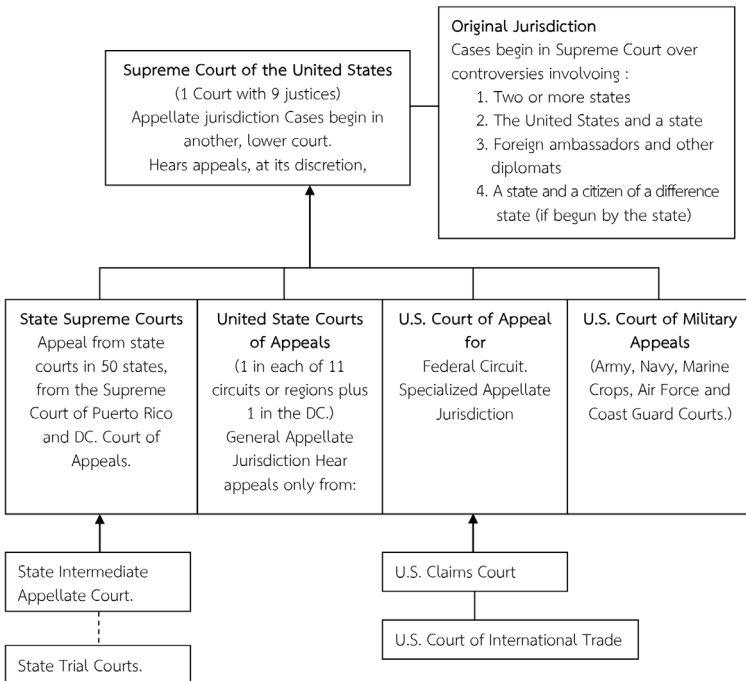 Original Jurisdiction
Cases begin in Supreme Court over
controversies involvoing :
1. Two or more states
2. The United States and a state
3. Foreign ambassadors and other
diplomats
4. A state and a citizen of a difference
state (if begun by the state)
Supreme Court of the United States
(1 Court with 9 justices)
Appellate jurisdiction Cases begin in
another, lower court.
Hears appeals, at its discretion,
State Supreme Courts
Appeal from state
courts in 50 states,
from the Supreme
Court of Puerto Rico
and DC. Court of
Appeals.
United State Courts
of Appeals
(1 in each of 11
circuits or regions plus
1 in the DC.)
General Appellate
Jurisdiction Hear
appeals only from:
U.S. Court of Appeal
for
Federal Circuit.
Specialized Appellate
Jurisdiction
U.S. Court of Military
Appeals
(Army, Navy, Marine
Crops, Air Force and
Coast Guard Courts.)
State Intermediate
Appellate Court.
State Trial Courts.
U.S. Claims Court
U.S. Court of International Trade